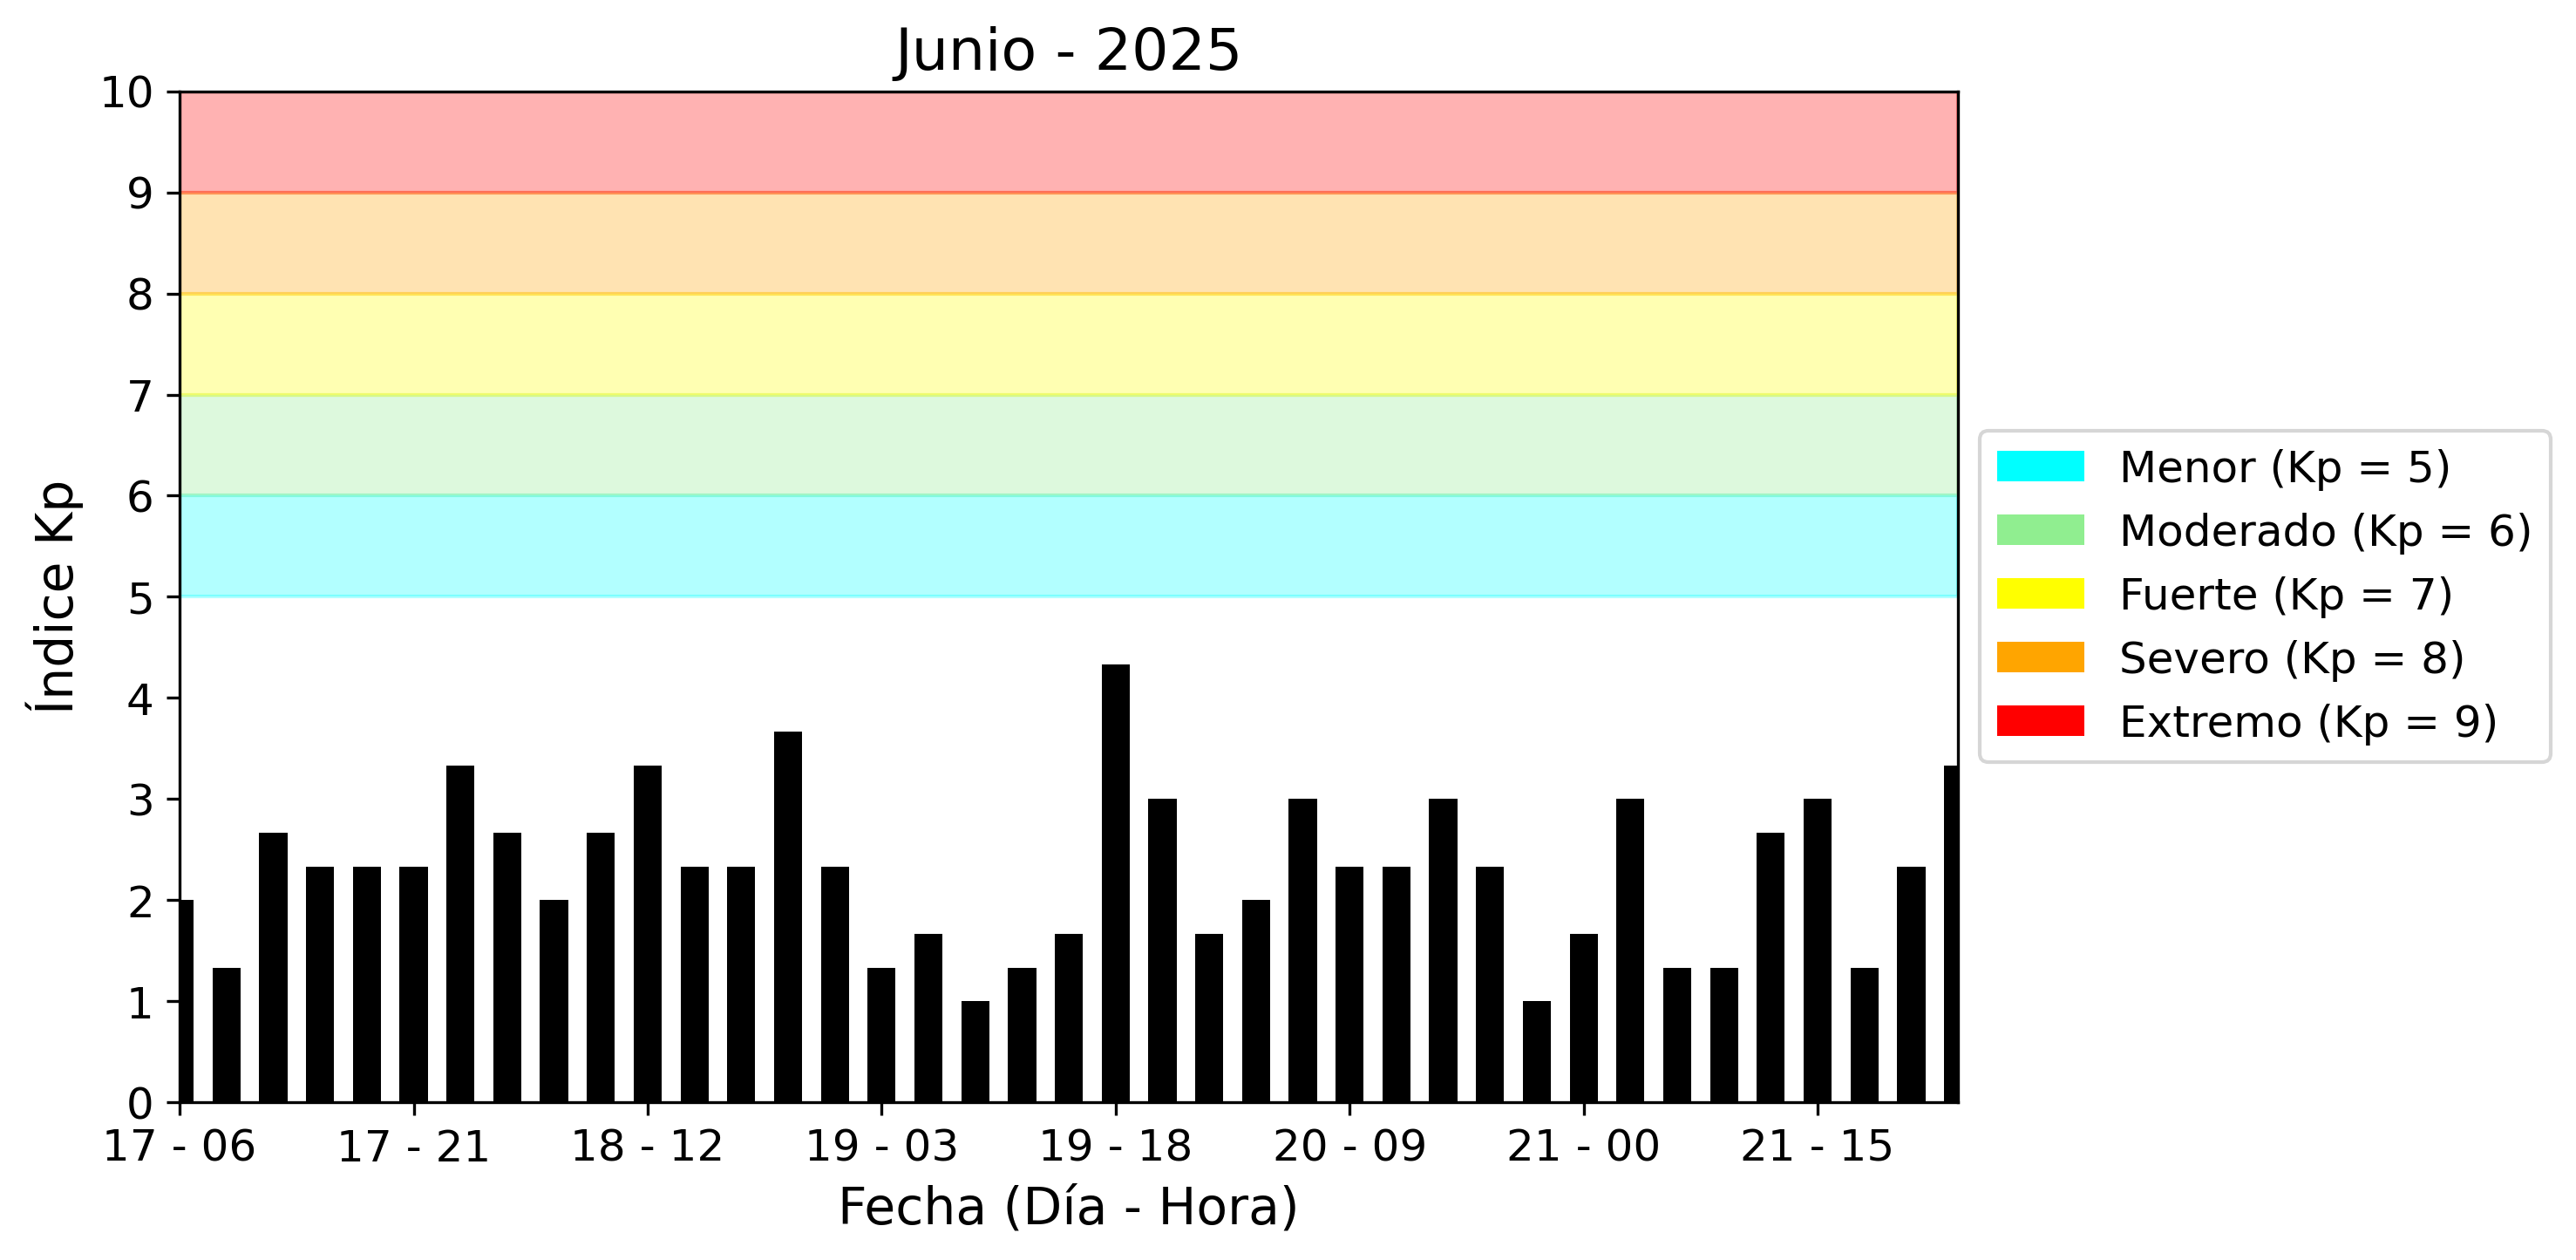 Junio - 2025
10
9
8
7
6
5
4
3
2
1
0
Índice Kp
17 - 06
17 - 21
18 - 12
19 - 03
19 - 18
20 - 09
21 - 00
21 - 15
Fecha (Día - Hora)
Menor (Kp = 5)
Moderado (Kp = 6)
Fuerte (Kp = 7)
Severo (Kp = 8)
Extremo (Kp = 9)